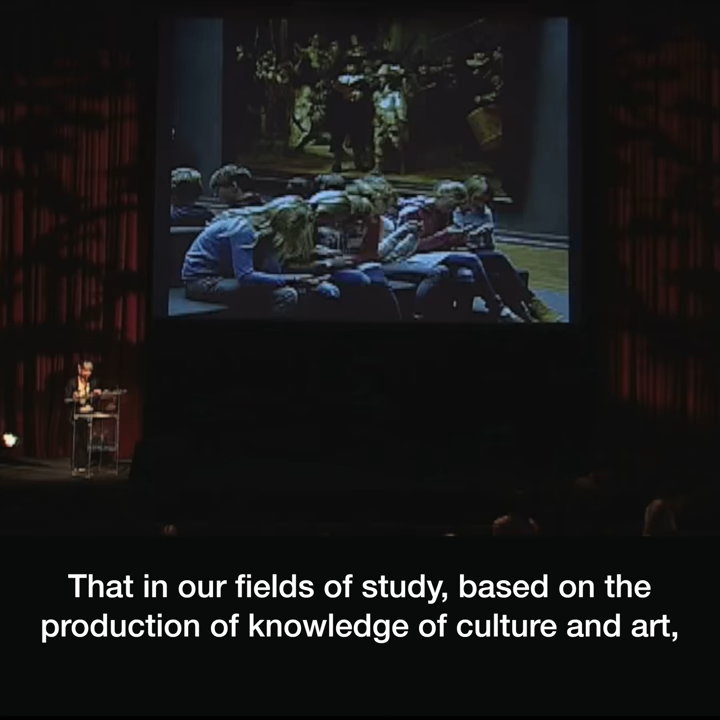 That in our fields of study, based on the
production of knowledge of culture and art,